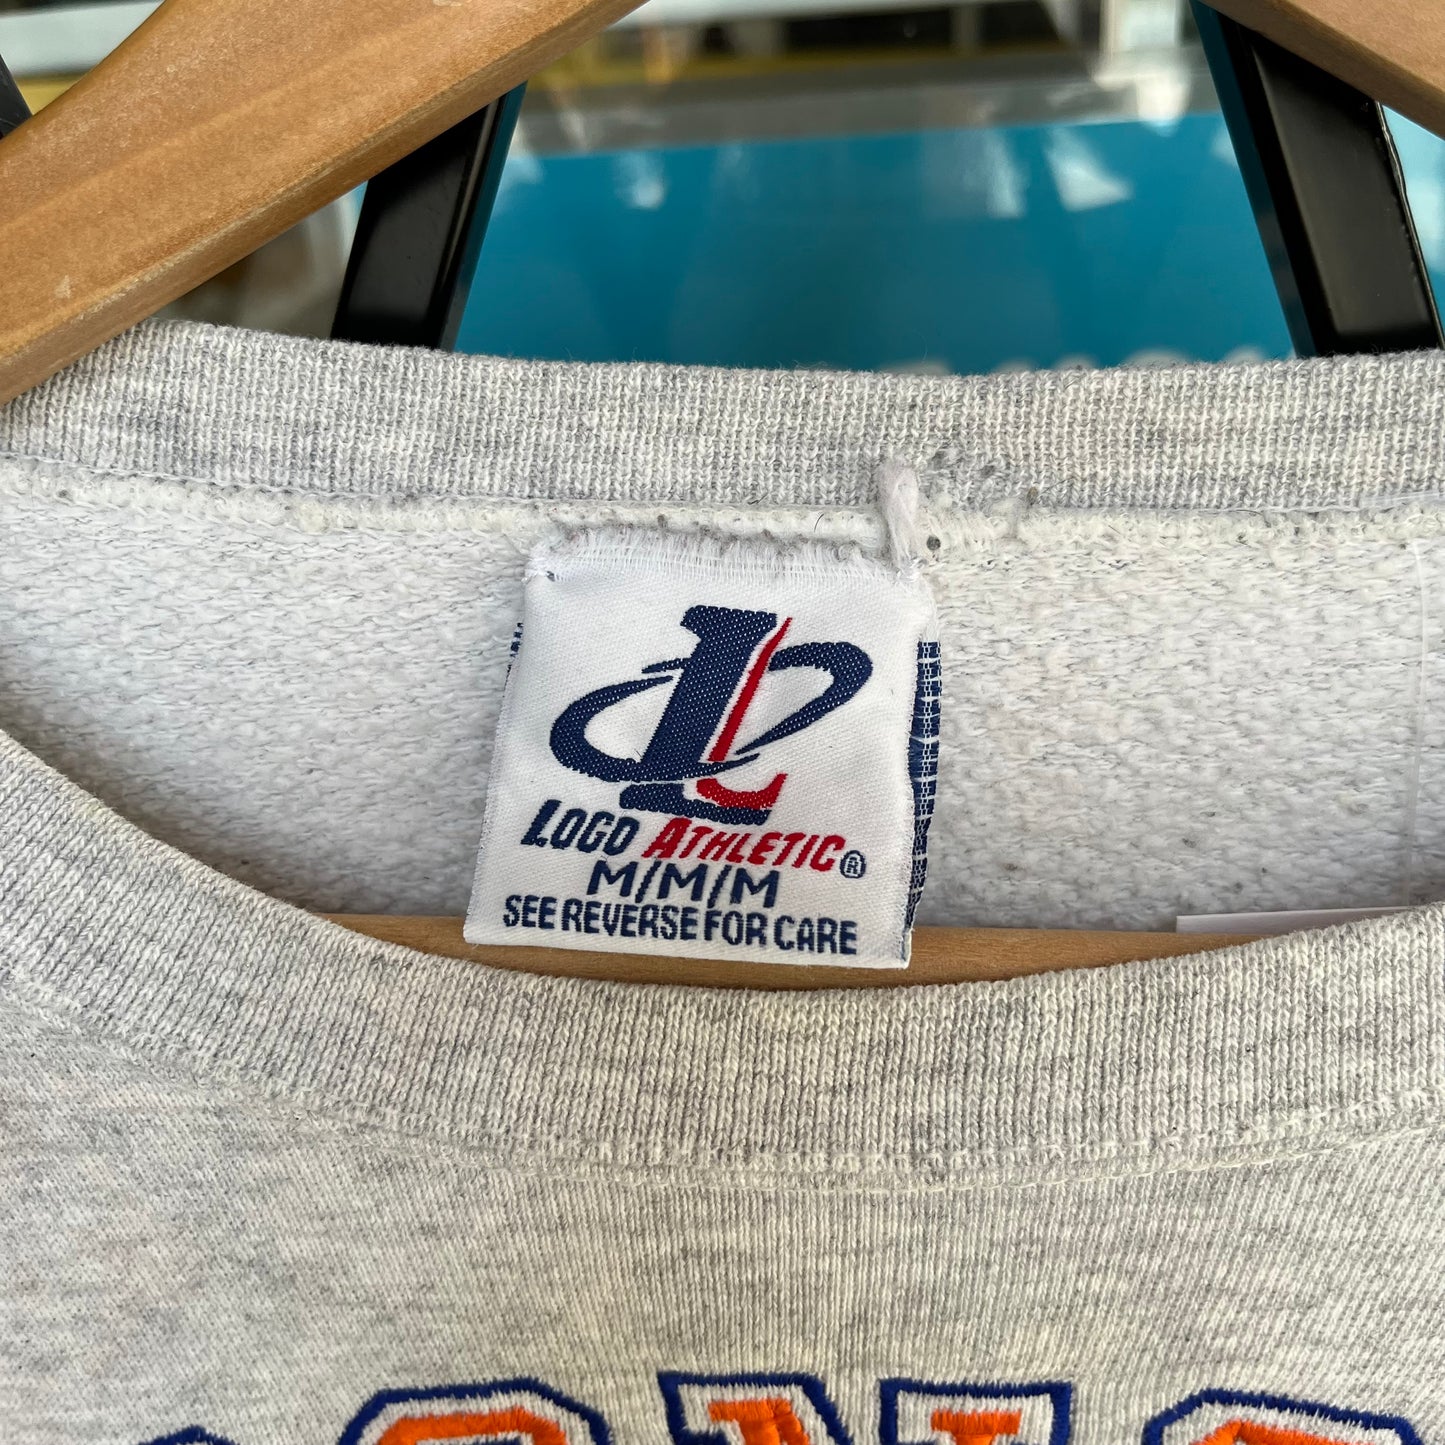 LOGO ATHLETIC®
M/M/M
SEE REVERSE FOR CARE